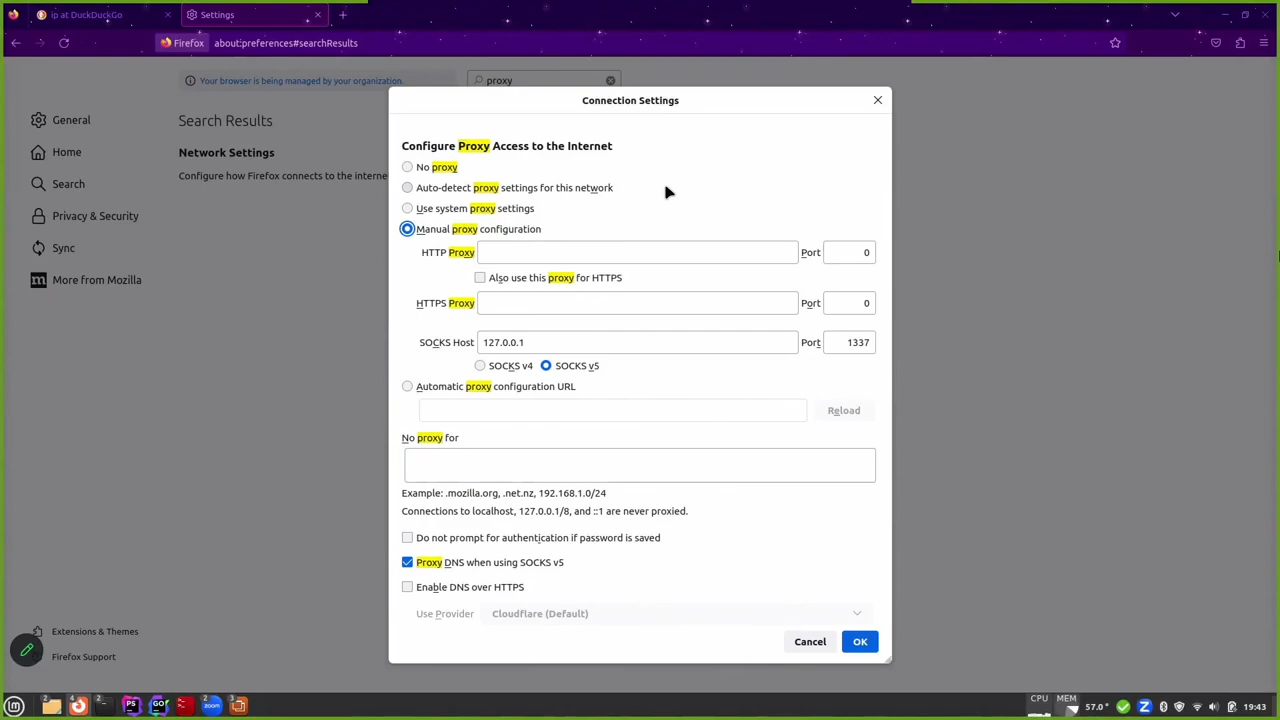 ip at DuckDuckGo
Settings
Firefox
about:preferences#searchResults
Your browser is being managed by your organization.
proxy
General
Home
Search
Privacy & Security
Sync
More from Mozilla
Extensions & Themes
Firefox Support
Search Results
Network Settings
Configure how Firefox connects to the interne
Connection Settings
Configure Proxy Access to the Internet
No proxy
Auto-detect proxy settings for this network
Use system proxy settings
Manual proxy configuration
HTTP Proxy Port 0
Also use this proxy for HTTPS
HTTPS Proxy Port 0
SOCKS Host 127.0.0.1 Port 1337
SOCKS v4 SOCKS v5
Automatic proxy configuration URL
Reload
No proxy for
Example: .mozilla.org, .net.nz, 192.168.1.0/24
Connections to localhost, 127.0.0.1/8, and ::1 are never proxied.
Do not prompt for authentication if password is saved
Proxy DNS when using SOCKS v5
Enable DNS over HTTPS
Use Provider Cloudflare (Default)
Cancel OK
2 4 2 PS GO 2 zoom 3 CPU MEM 57.0° Z 19:43